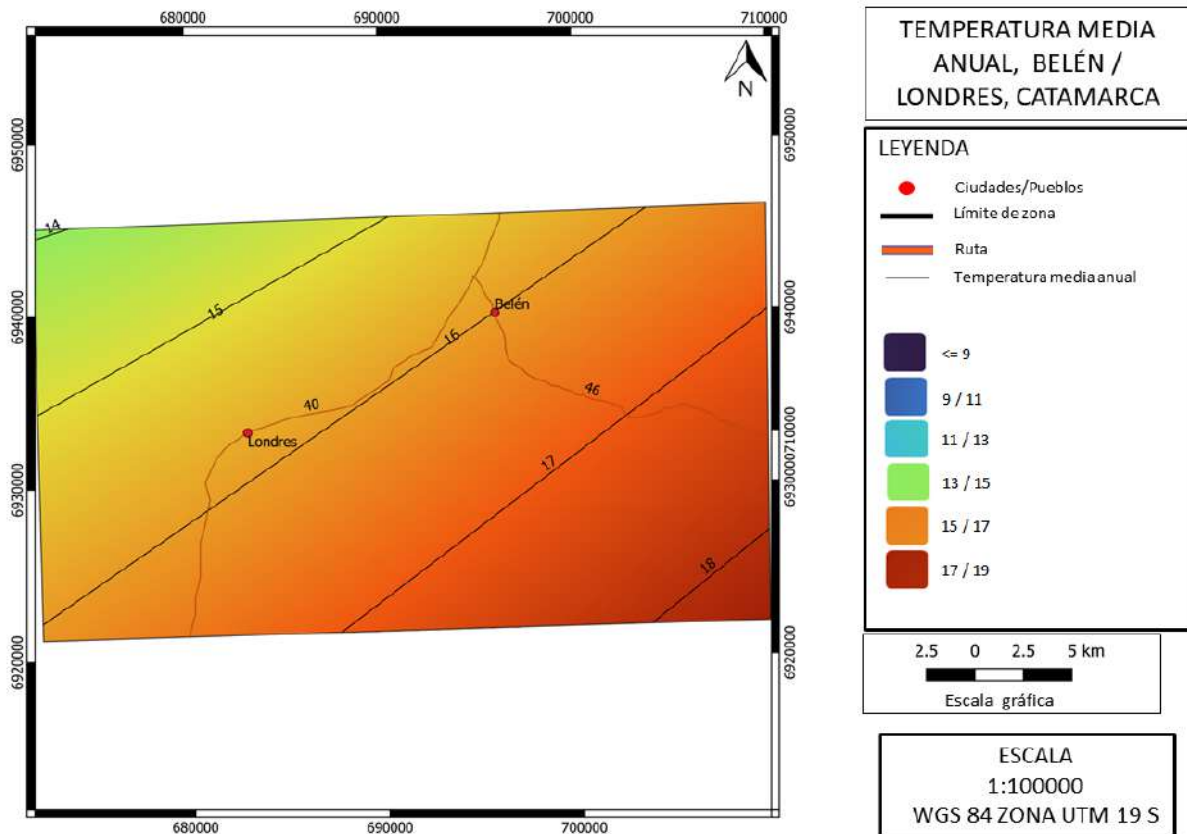 680000
690000
700000
710000
N
6950000
6940000
6930000
6920000
6950000
6940000
7100000
6930000
6920000
14
15
16
Belén
46
40
Londres
17
18
680000
690000
700000
TEMPERATURA MEDIA
ANUAL, BELÉN /
LONDRES, CATAMARCA
LEYENDA
Ciudades/Pueblos
Límite de zona
Ruta
Temperatura media anual
<= 9
9 / 11
11 / 13
13 / 15
15 / 17
17 / 19
2.5 0 2.5 5 km
Escala gráfica
ESCALA
1:100000
WGS 84 ZONA UTM 19 S